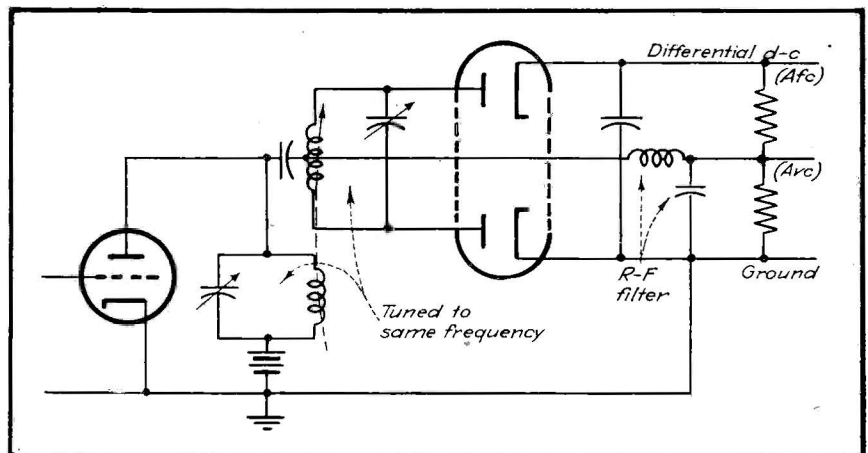 Differential d-c
(Afc)
(Avc)
Ground
R-F
filter
Tuned to
same frequency